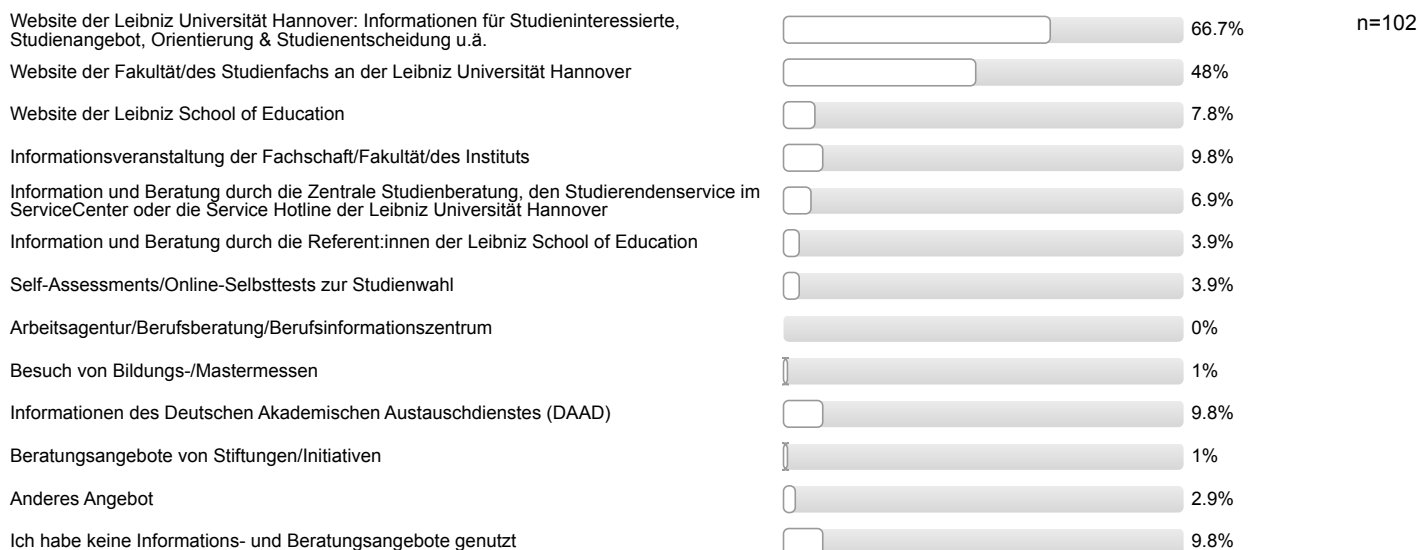 Website der Leibniz Universität Hannover: Informationen für Studieninteressierte,
Studienangebot, Orientierung & Studienentscheidung u.ä.
66.7%
n=102
Website der Fakultät/des Studienfachs an der Leibniz Universität Hannover
48%
Website der Leibniz School of Education
7.8%
Informationsveranstaltung der Fachschaft/Fakultät/des Instituts
9.8%
Information und Beratung durch die Zentrale Studienberatung, den Studierendenservice im
ServiceCenter oder die Service Hotline der Leibniz Universität Hannover
6.9%
Information und Beratung durch die Referent:innen der Leibniz School of Education
3.9%
Self-Assessments/Online-Selbsttests zur Studienwahl
3.9%
Arbeitsagentur/Berufsberatung/Berufsinformationszentrum
0%
Besuch von Bildungs-/Mastermessen
1%
Informationen des Deutschen Akademischen Austauschdienstes (DAAD)
9.8%
Beratungsangebote von Stiftungen/Initiativen
1%
Anderes Angebot
2.9%
Ich habe keine Informations- und Beratungsangebote genutzt
9.8%